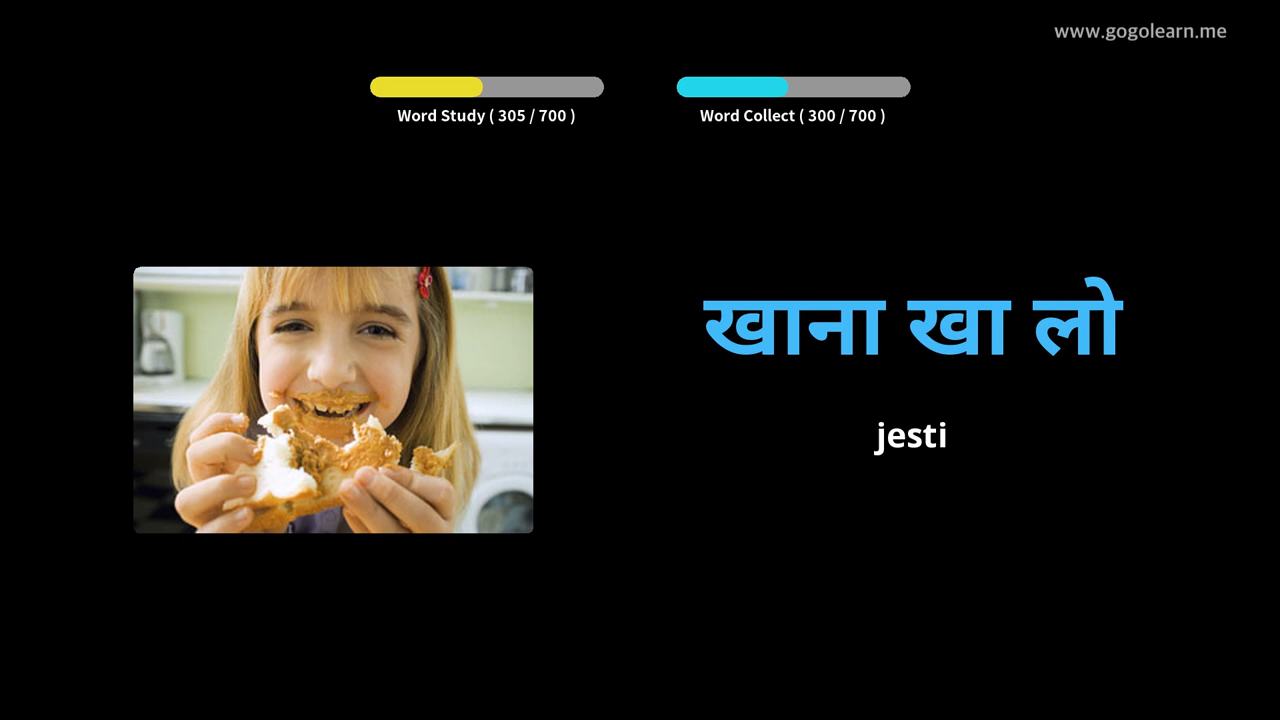 www.gogolearn.me
Word Study ( 305 / 700 )
Word Collect ( 300 / 700 )
खाना खा लो
jesti